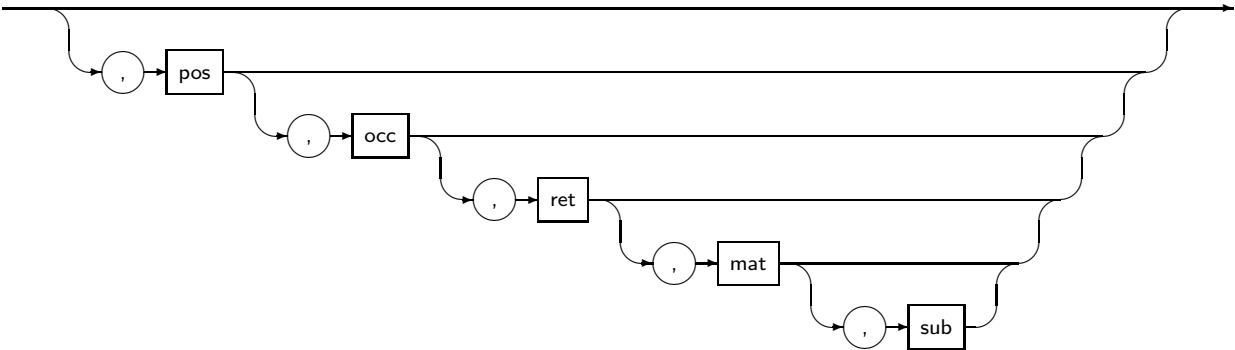 , pos
, occ
, ret
, mat
, sub